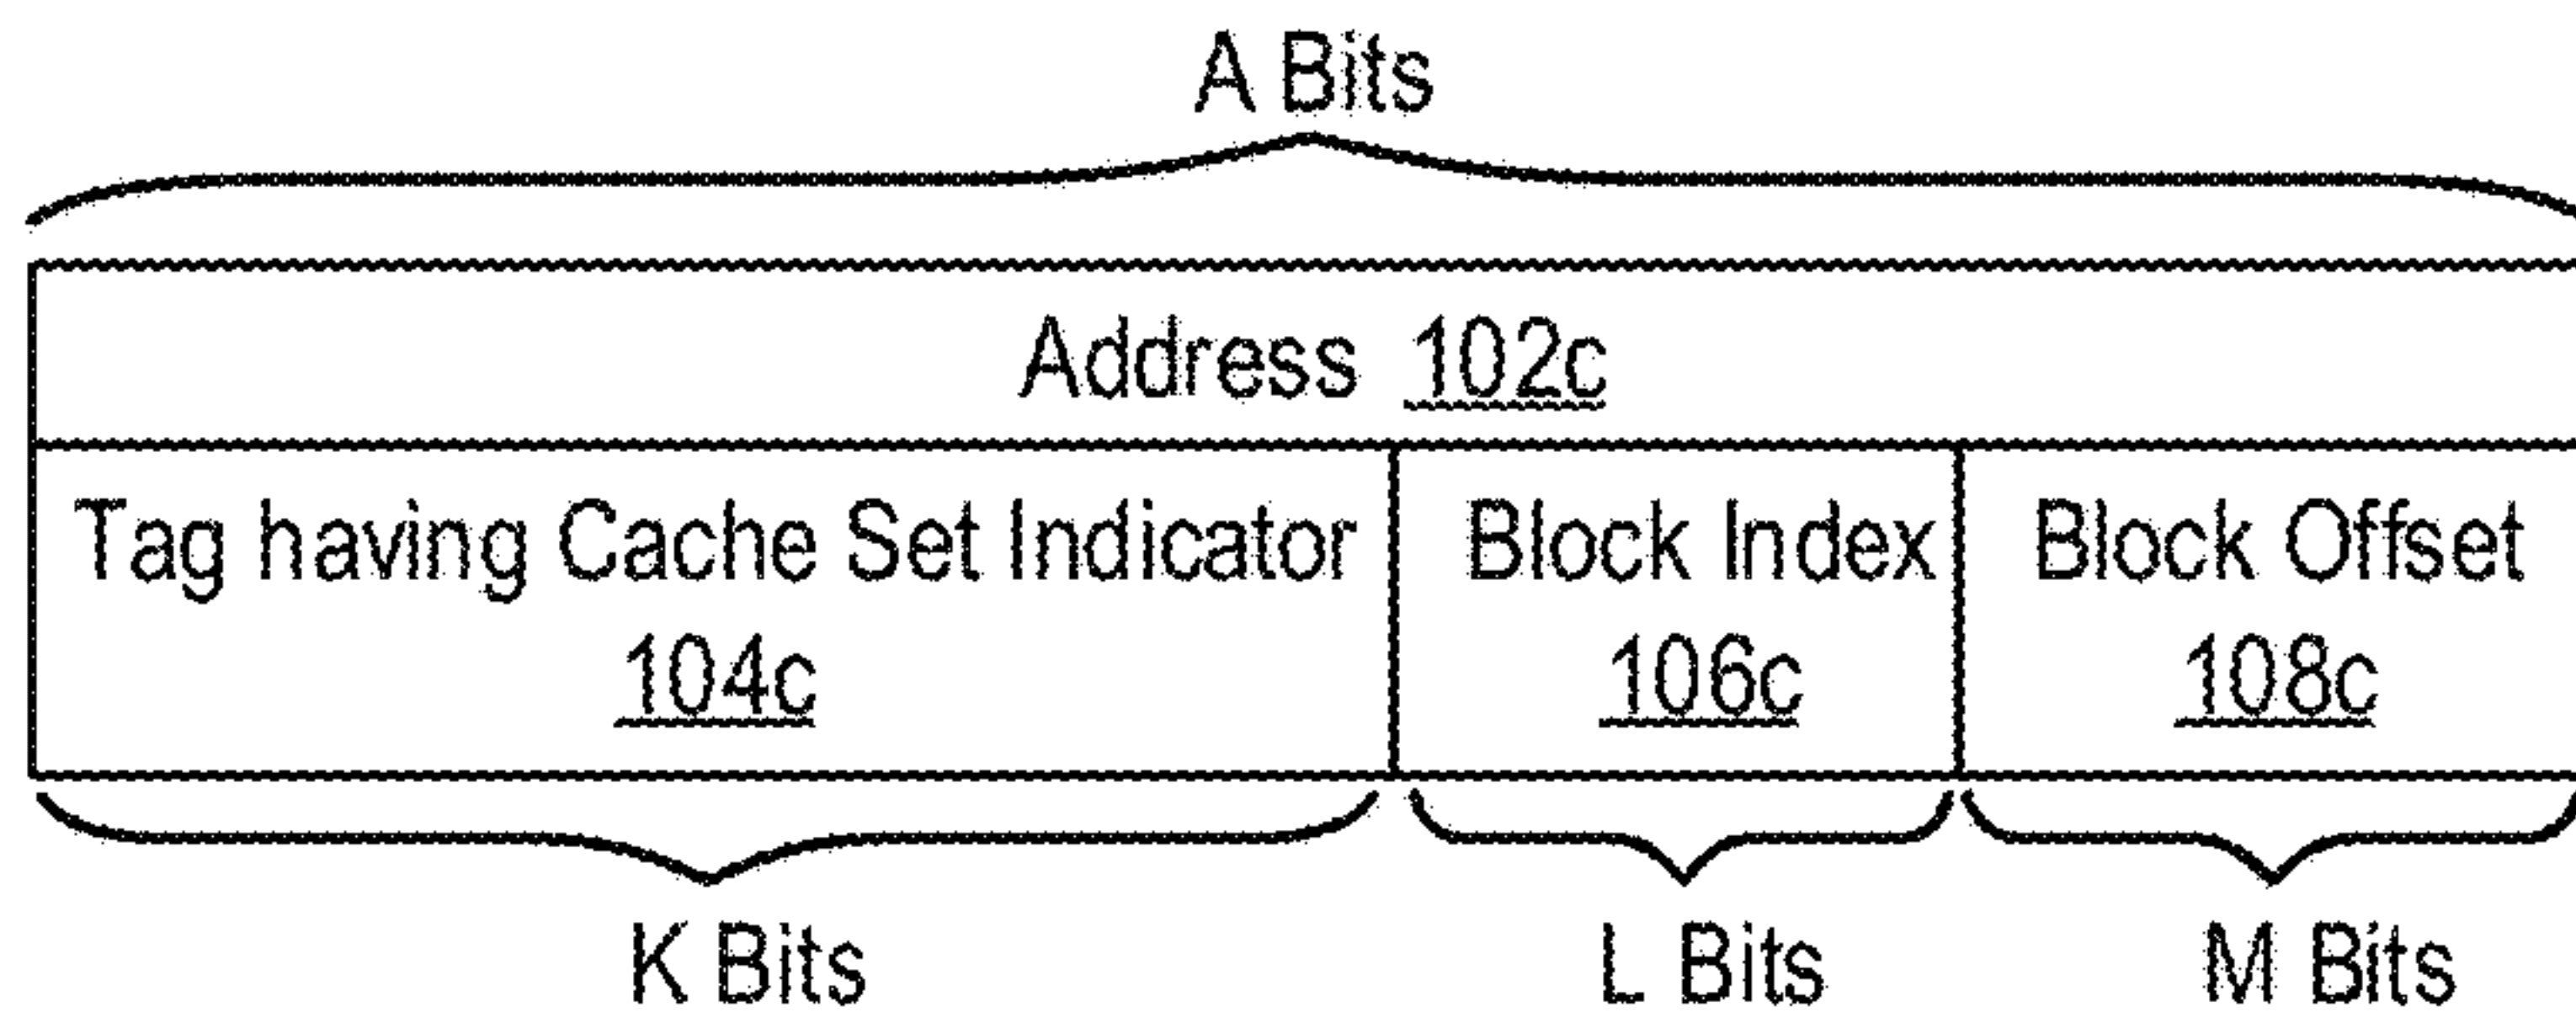 A Bits
Address 102c
Tag having Cache Set Indicator
104c
Block Index
106c
Block Offset
108c
K Bits
L Bits
M Bits